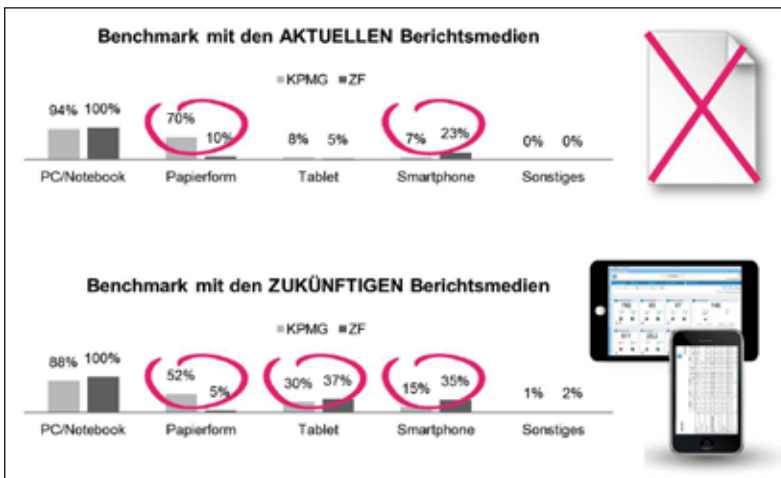 Benchmark mit den AKTUELLEN Berichtsmedien
KPMG ZF
94% 100% 70% 10% 8% 5% 7% 23% 0% 0%
PC/Notebook Papierform Tablet Smartphone Sonstiges
Benchmark mit den ZUKÜNFTIGEN Berichtsmedien
KPMG ZF
88% 100% 52% 5% 30% 37% 15% 35% 1% 2%
PC/Notebook Papierform Tablet Smartphone Sonstiges